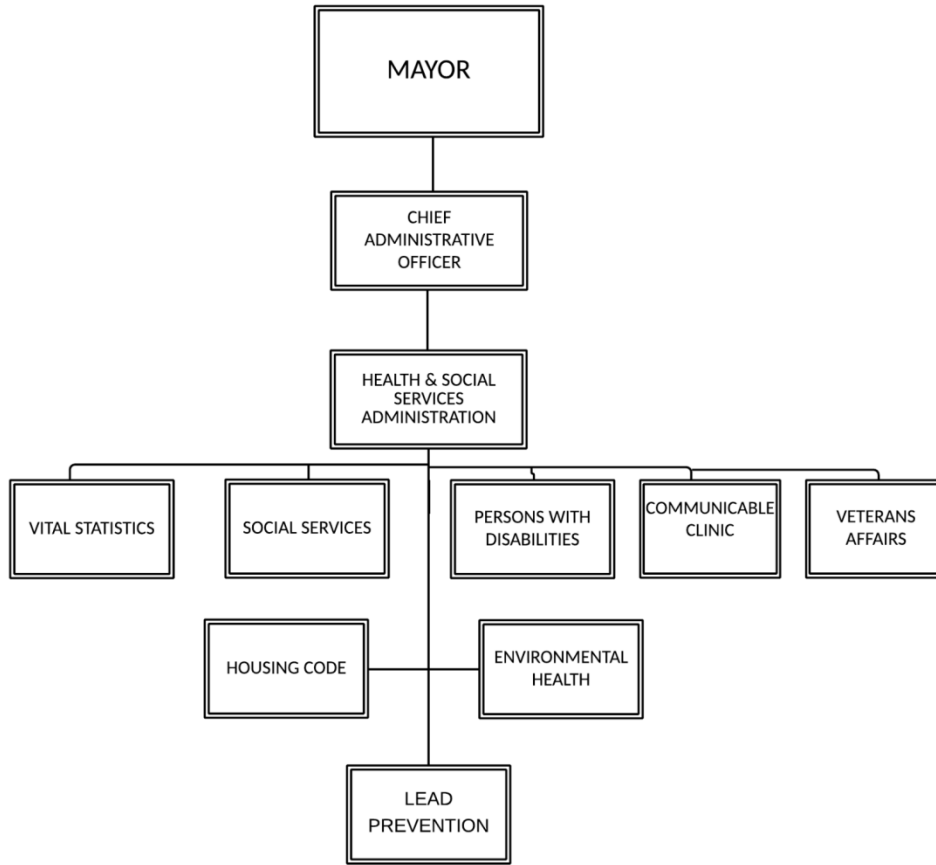 MAYOR
CHIEF
ADMINISTRATIVE
OFFICER
HEALTH & SOCIAL
SERVICES
ADMINISTRATION
VITAL STATISTICS
SOCIAL SERVICES
PERSONS WITH
DISABILITIES
COMMUNICABLE
CLINIC
VETERANS
AFFAIRS
HOUSING CODE
ENVIRONMENTAL
HEALTH
LEAD
PREVENTION